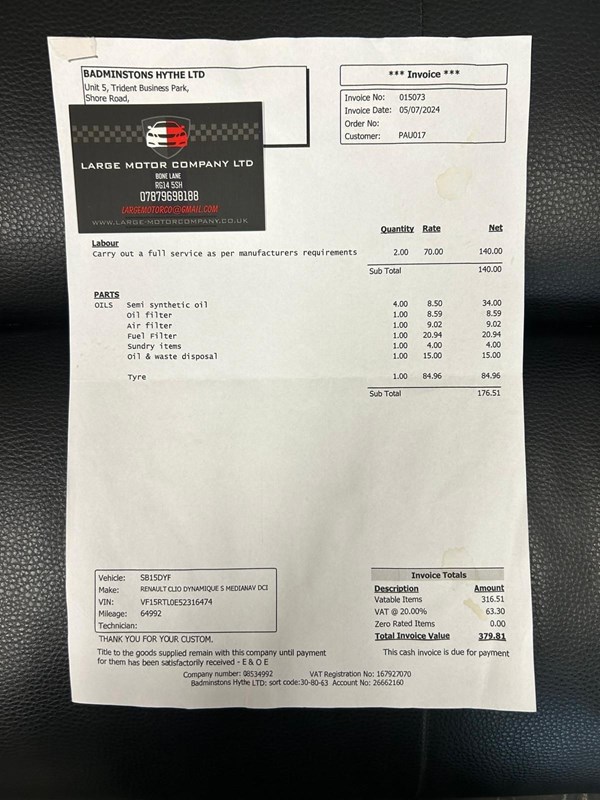 BADMINSTONS HYTHE LTD
Unit 5, Trident Business Park,
Shore Road,
*** Invoice ***
Invoice No: 015073
Invoice Date: 05/07/2024
Order No:
Customer: PAU017
LARGE MOTOR COMPANY LTD
BONE LANE
RG14 5SH
07879698188
LARGEMOTORCO@GMAIL.COM
WWW.LARGE-MOTORCOMPANY.CO.UK
Quantity Rate Net
Labour
Carry out a full service as per manufacturers requirements 2.00 70.00 140.00
Sub Total 140.00
PARTS
OILS Semi synthetic oil 4.00 8.50 34.00
Oil filter 1.00 8.59 8.59
Air filter 1.00 9.02 9.02
Fuel Filter 1.00 20.94 20.94
Sundry items 1.00 4.00 4.00
Oil & waste disposal 1.00 15.00 15.00
Tyre 1.00 84.96 84.96
Sub Total 176.51
Vehicle: SB15DYF
Make: RENAULT CLIO DYNAMIQUE S MEDIANAV DCI
VIN: VF15RTL0E52316474
Mileage: 64992
Technician:
Invoice Totals
Description Amount
Vatable Items 316.51
VAT @ 20.00% 63.30
Zero Rated Items 0.00
Total Invoice Value 379.81
THANK YOU FOR YOUR CUSTOM.
Title to the goods supplied remain with this company until payment
for them has been satisfactorily received - E & O E
This cash invoice is due for payment
Company number: 08534992 VAT Registration No: 167927070
Badminstons Hythe LTD: sort code:30-80-63 Account No: 26662160